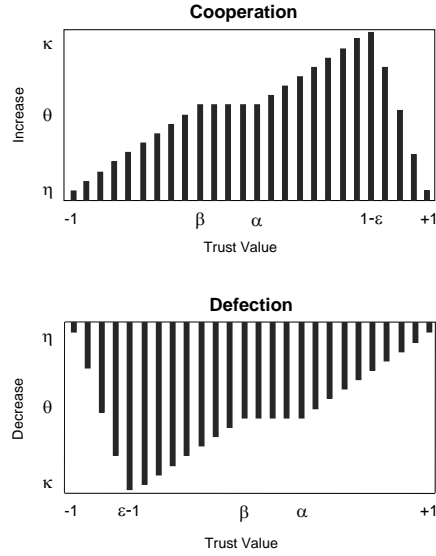 Cooperation
κ
θ
η
Increase
-1 β α 1-ε +1
Trust Value
Defection
η
θ
κ
Decrease
-1 ε-1 β α +1
Trust Value